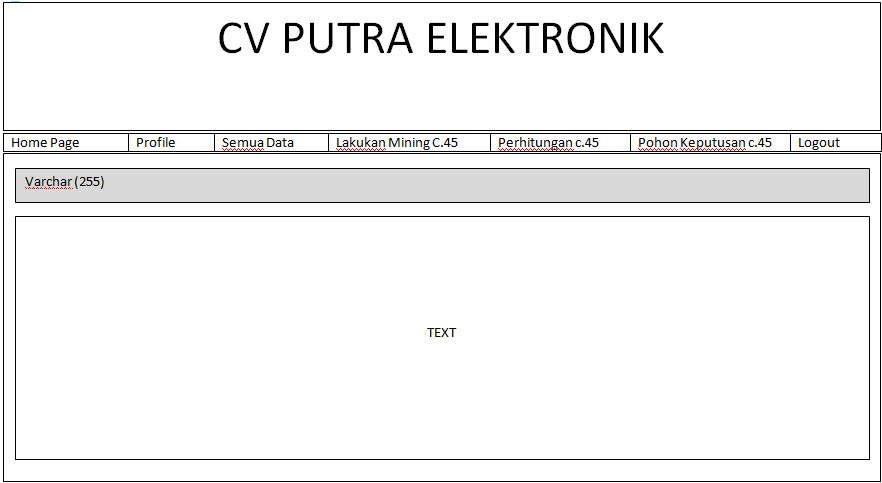 CV PUTRA ELEKTRONIK
Home Page Profile Semua Data Lakukan Mining C.45 Perhitungan c.45 Pohon Keputusan c.45 Logout
Varchar (255)
TEXT